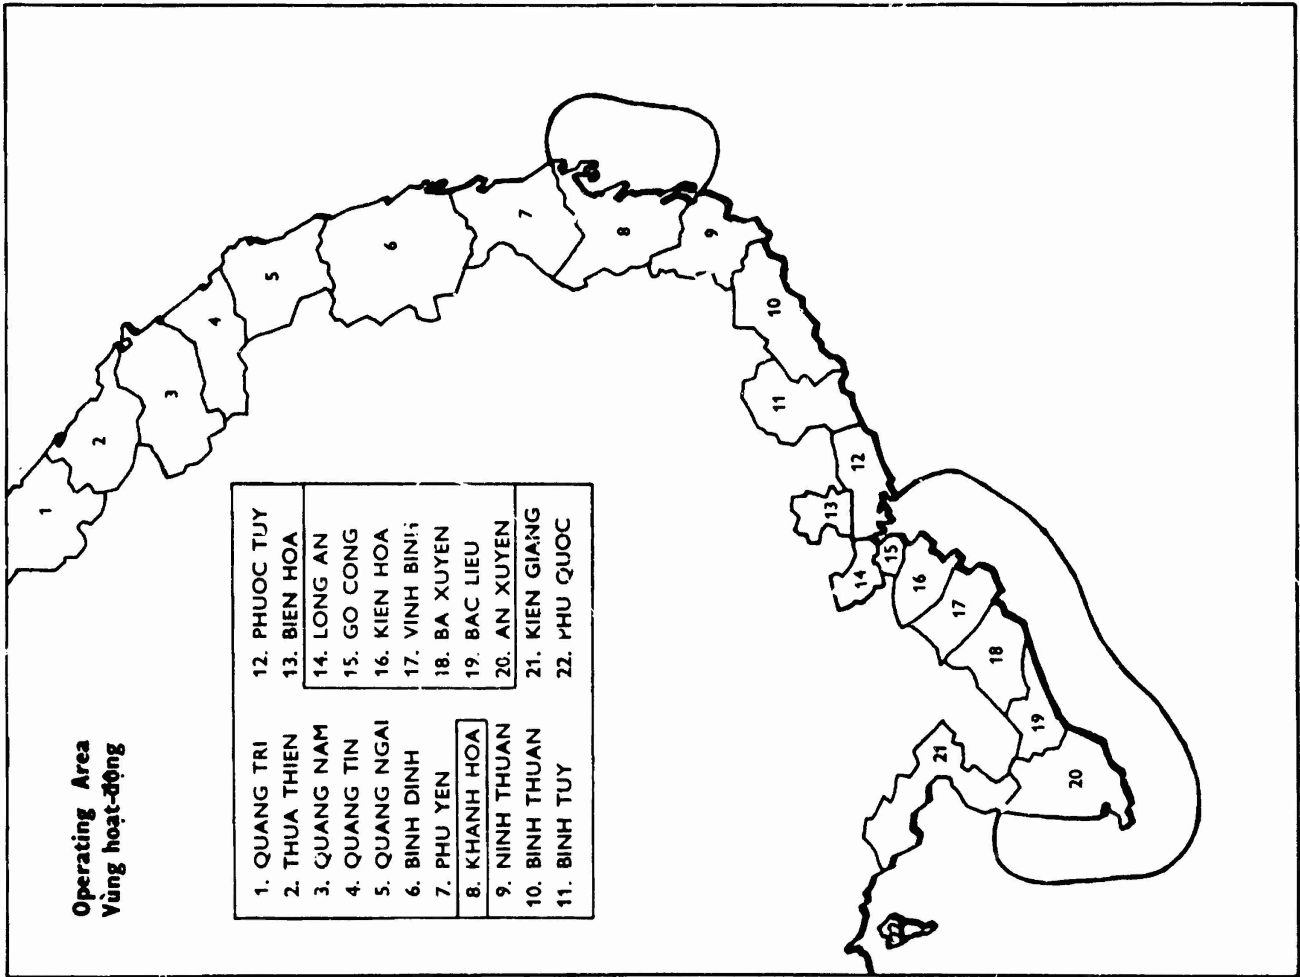 Operating Area
Vùng hoạt-động
1. QUANG TRI
2. THUA THIEN
3. QUANG NAM
4. QUANG TIN
5. QUANG NGAI
6. BINH DINH
7. PHU YEN
8. KHANH HOA
9. NINH THUAN
10. BINH THUAN
11. BINH TUY
12. PHUOC TUY
13. BIEN HOA
14. LONG AN
15. GO CONG
16. KIEN HOA
17. VINH BINH
18. BA XUYEN
19. BAC LIEU
20. AN XUYEN
21. KIEN GIANG
22. PHU QUOC
1
2
3
4
5
6
7
8
9
10
11
12
13
14
15
16
17
18
19
20
21
22